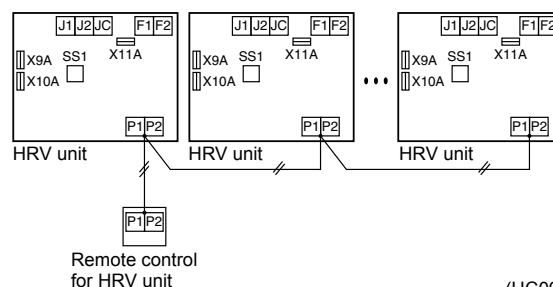 J1 J2 JC F1 F2 J1 J2 JC F1 F2 J1 J2 JC F1 F2
X9A SS1 X11A X9A SS1 X11A X9A SS1 X11A
X10A X10A X10A
P1 P2 P1 P2 P1 P2
HRV unit HRV unit HRV unit
P1 P2
Remote control
for HRV unit